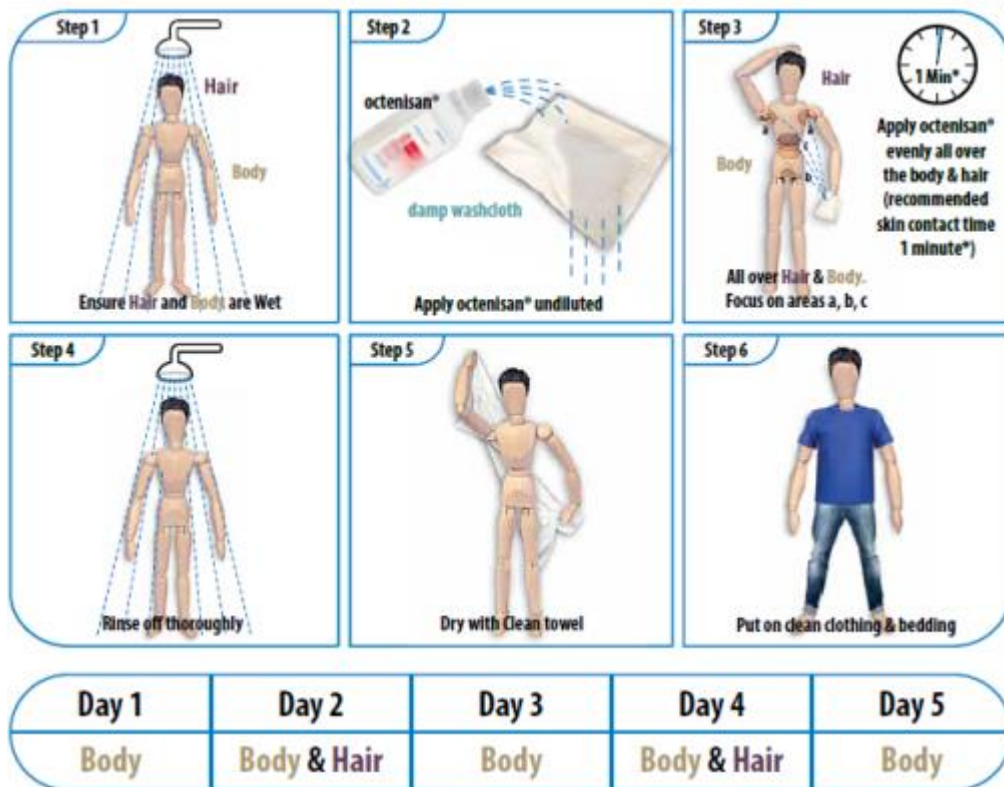 Step 1
Hair
Body
Ensure Hair and Body are Wet
Step 2
octenisan*
damp washcloth
Apply octenisan* undiluted
Step 3
Hair
1 Min*
a
a
c
b
Body
Apply octenisan*
evenly all over
the body & hair
(recommended
skin contact time
1 minute*)
All over Hair & Body.
Focus on areas a, b, c
Step 4
Rinse off thoroughly
Step 5
Dry with Clean towel
Step 6
Put on clean clothing & bedding
Day 1 Day 2 Day 3 Day 4 Day 5
Body Body & Hair Body Body & Hair Body